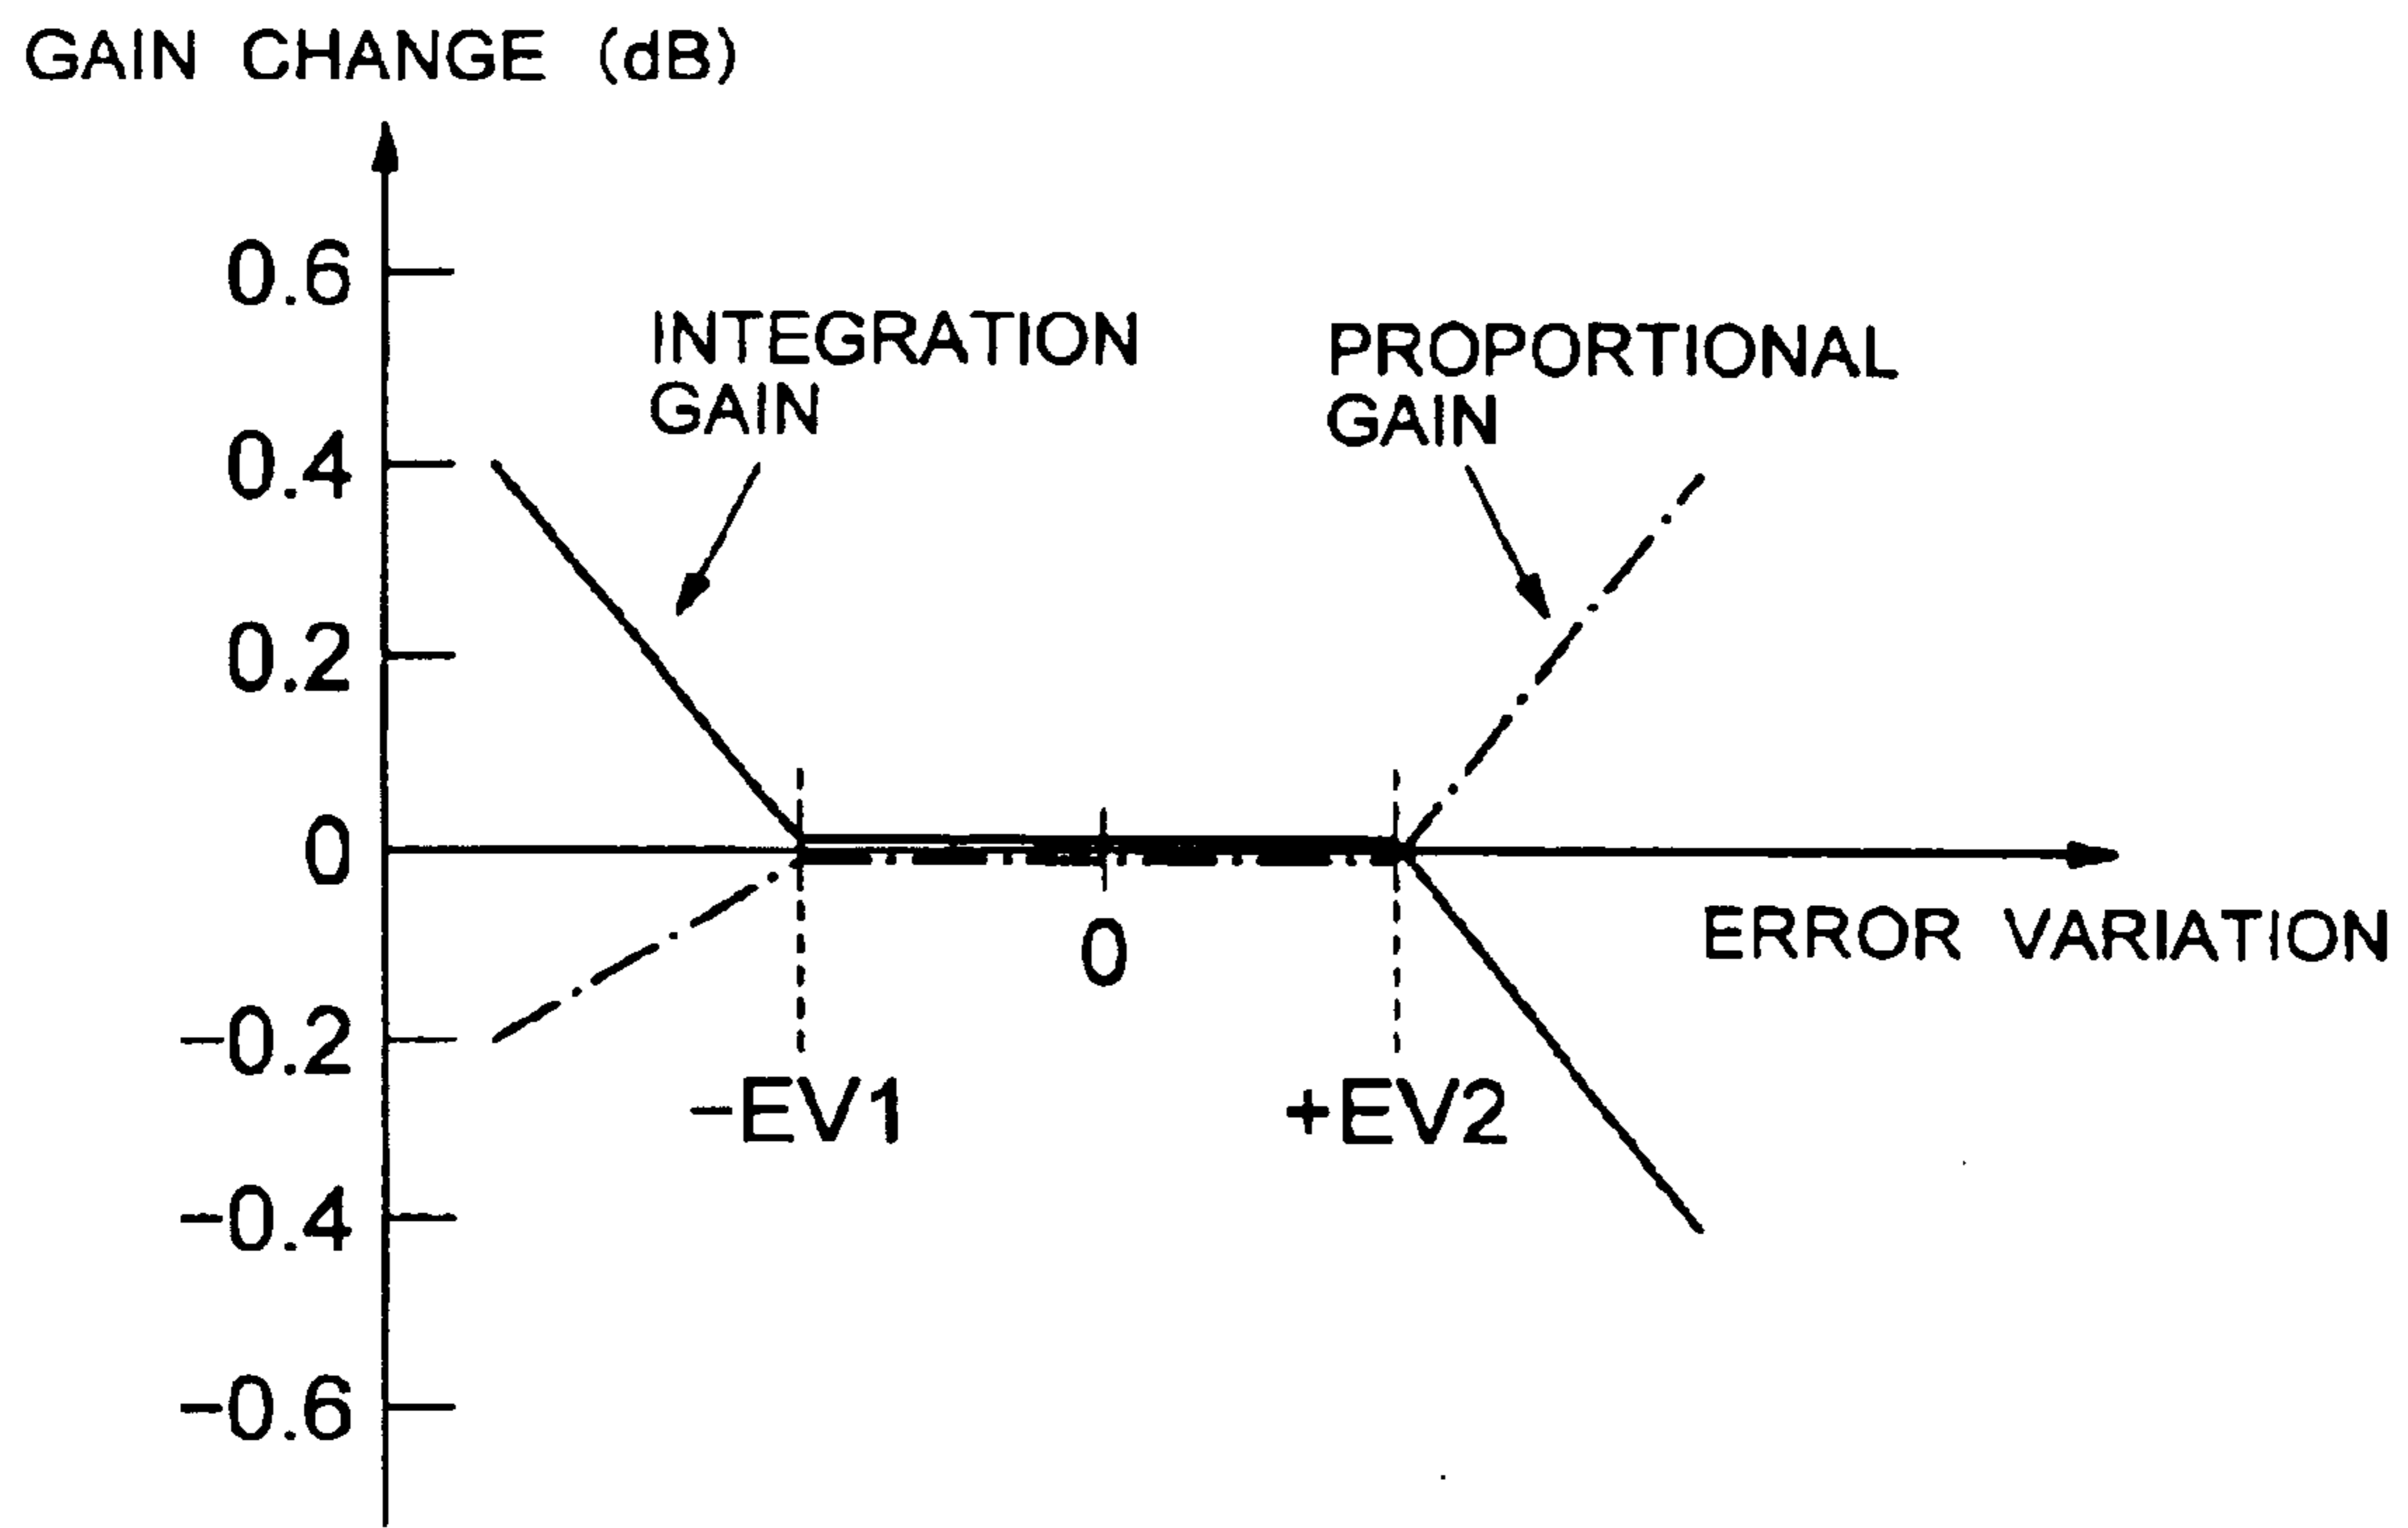 GAIN CHANGE (dB)
0.6
INTEGRATION
GAIN
PROPORTIONAL
GAIN
0.4
0.2
0
ERROR VARIATION
0
−0.2
−EV1
+EV2
−0.4
−0.6